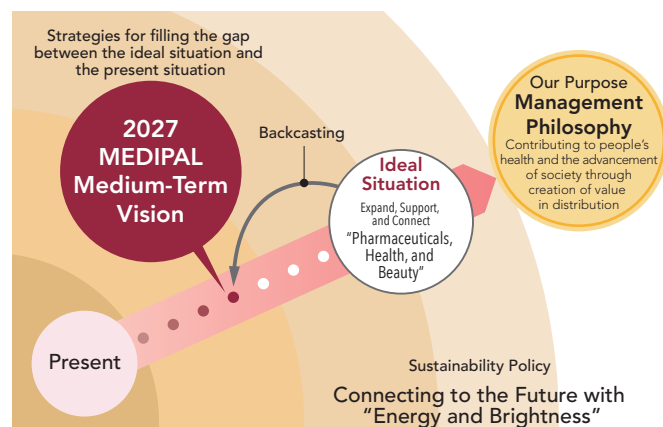 Strategies for filling the gap
between the ideal situation and
the present situation
2027
MEDIPAL
Medium-Term
Vision
Backcasting
Ideal
Situation
Expand, Support,
and Connect
“Pharmaceuticals,
Health, and
Beauty”
Our Purpose
Management
Philosophy
Contributing to people’s
health and the advancement
of society through
creation of value
in distribution
Present
Sustainability Policy
Connecting to the Future with
“Energy and Brightness”